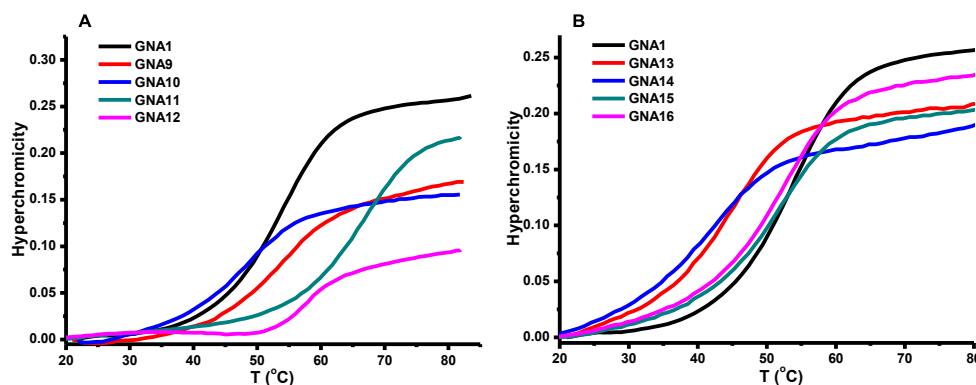 A
GNA1
GNA9
GNA10
GNA11
GNA12
0.30
0.25
0.20
0.15
0.10
0.05
0.00
Hyperchromicity
20 30 40 50 60 70 80
T (°C)
B
GNA1
GNA13
GNA14
GNA15
GNA16
0.25
0.20
0.15
0.10
0.05
0.00
Hyperchromicity
20 30 40 50 60 70 80
T (°C)